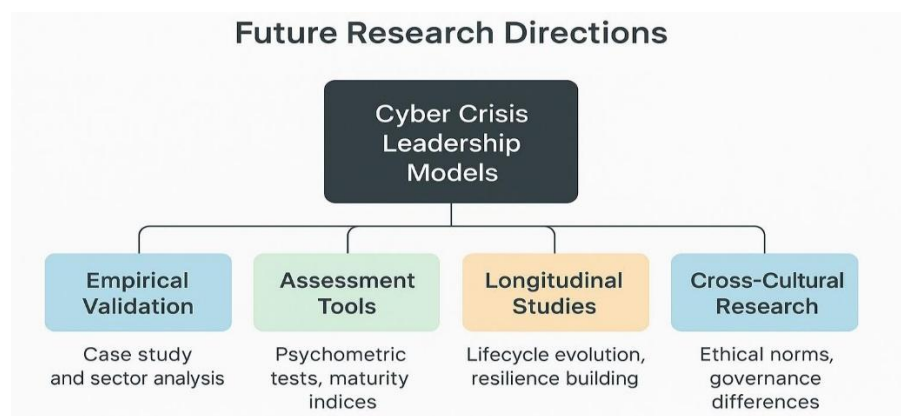 Future Research Directions
Cyber Crisis
Leadership
Models
Empirical
Validation
Case study
and sector analysis
Assessment
Tools
Psychometric
tests, maturity
indices
Longitudinal
Studies
Lifecycle evolution,
resilience building
Cross-Cultural
Research
Ethical norms,
governance
differences